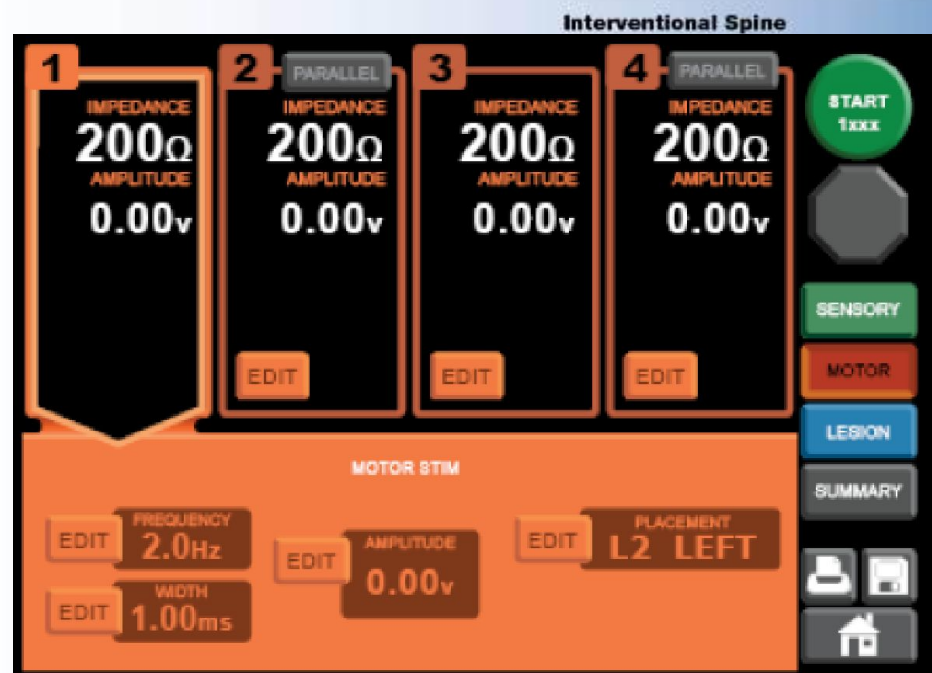 Interventional Spine
1
IMPEDANCE
200Ω
AMPLITUDE
0.00v
2 PARALLEL
IMPEDANCE
200Ω
AMPLITUDE
0.00v
EDIT
3
IMPEDANCE
200Ω
AMPLITUDE
0.00v
EDIT
4 PARALLEL
IMPEDANCE
200Ω
AMPLITUDE
0.00v
EDIT
START
1xxx
SENSORY
MOTOR
LESION
SUMMARY
MOTOR STIM
EDIT
FREQUENCY
2.0Hz
EDIT
WIDTH
1.00ms
EDIT
AMPLITUDE
0.00v
EDIT
PLACEMENT
L2 LEFT